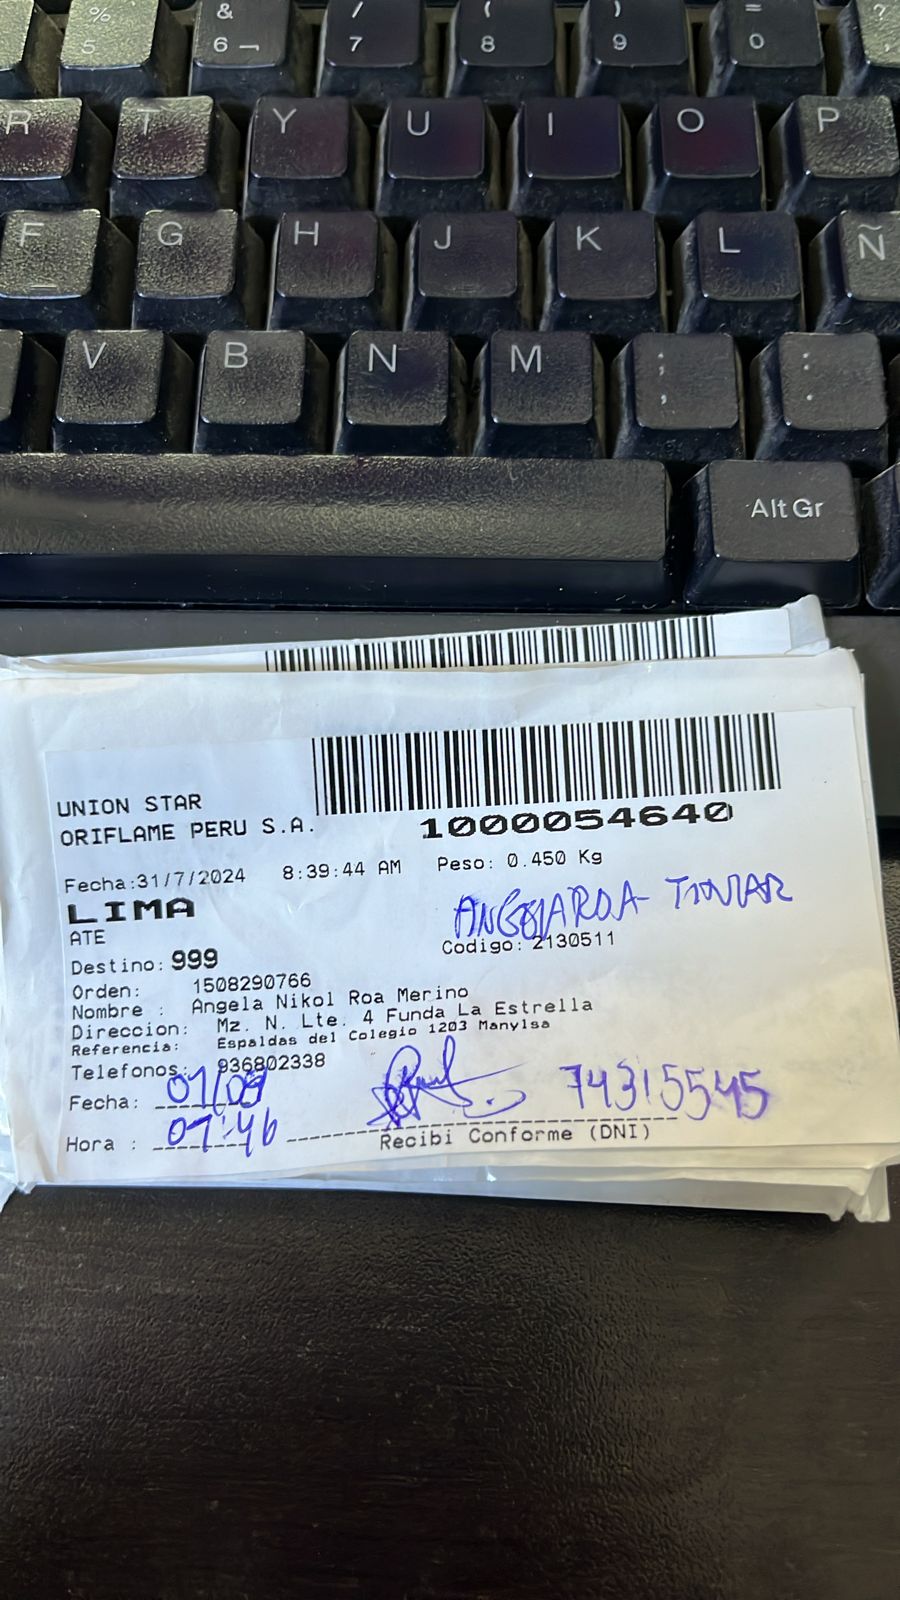 % 5 & 6 ¬ / 7 ( 8 ) 9 = 0 ?
R T Y U I O P
F G H J K L Ñ
V B N M ; , : .
Alt Gr
UNION STAR
ORIFLAME PERU S.A.
1000054640
Fecha:31/7/2024 8:39:44 AM Peso: 0.450 Kg
LIMA
ATE
Codigo: 2130511
Destino: 999
Orden: 1508290766
Nombre : Angela Nikol Roa Merino
Direccion: Mz. N. Lte. 4 Funda La Estrella
Referencia: Espaldas del Colegio 1203 Manylsa
Telefonos: 936802338
Fecha:
Hora : 07:46
74315545
Recibi Conforme (DNI)